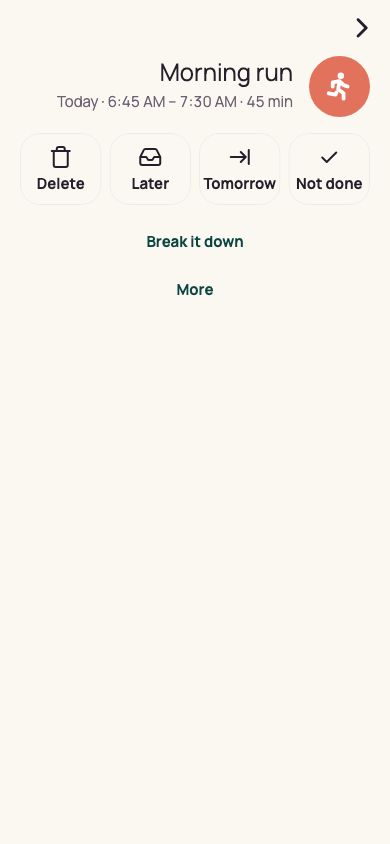 Morning run
Today · 6:45 AM – 7:30 AM · 45 min
Delete
Later
Tomorrow
Not done
Break it down
More